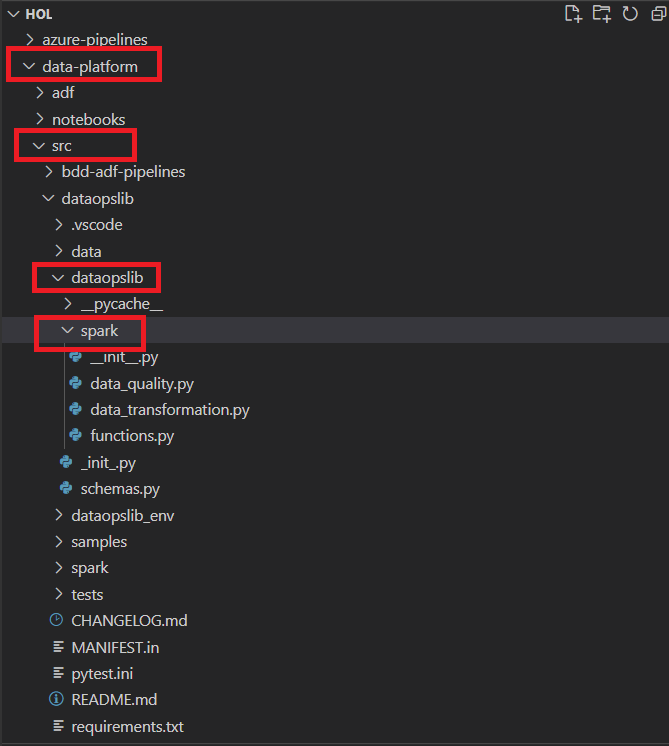 HOL
azure-pipelines
data-platform
adf
notebooks
src
bdd-adf-pipelines
dataopslib
.vscode
data
dataopslib
__pycache__
spark
__init__.py
data_quality.py
data_transformation.py
functions.py
_init_.py
schemas.py
dataopslib_env
samples
spark
tests
CHANGELOG.md
MANIFEST.in
pytest.ini
README.md
requirements.txt